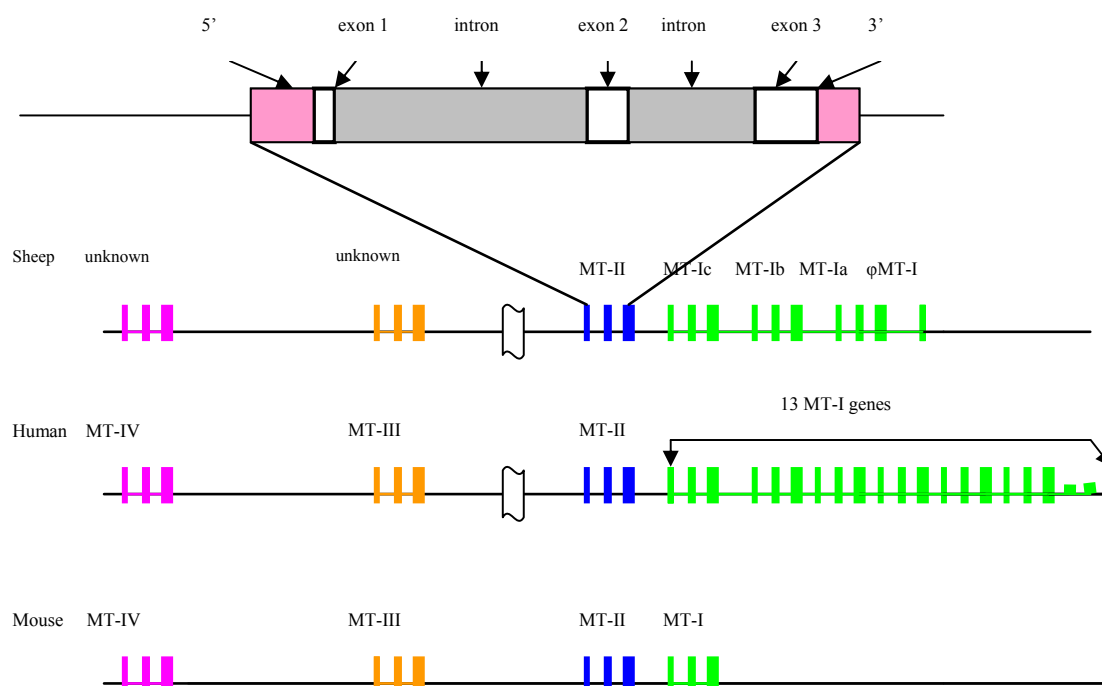 5’ exon 1 intron exon 2 intron exon 3 3’
Sheep unknown unknown MT-II MT-Ic MT-Ib MT-Ia φMT-I
13 MT-I genes
Human MT-IV MT-III MT-II
Mouse MT-IV MT-III MT-II MT-I